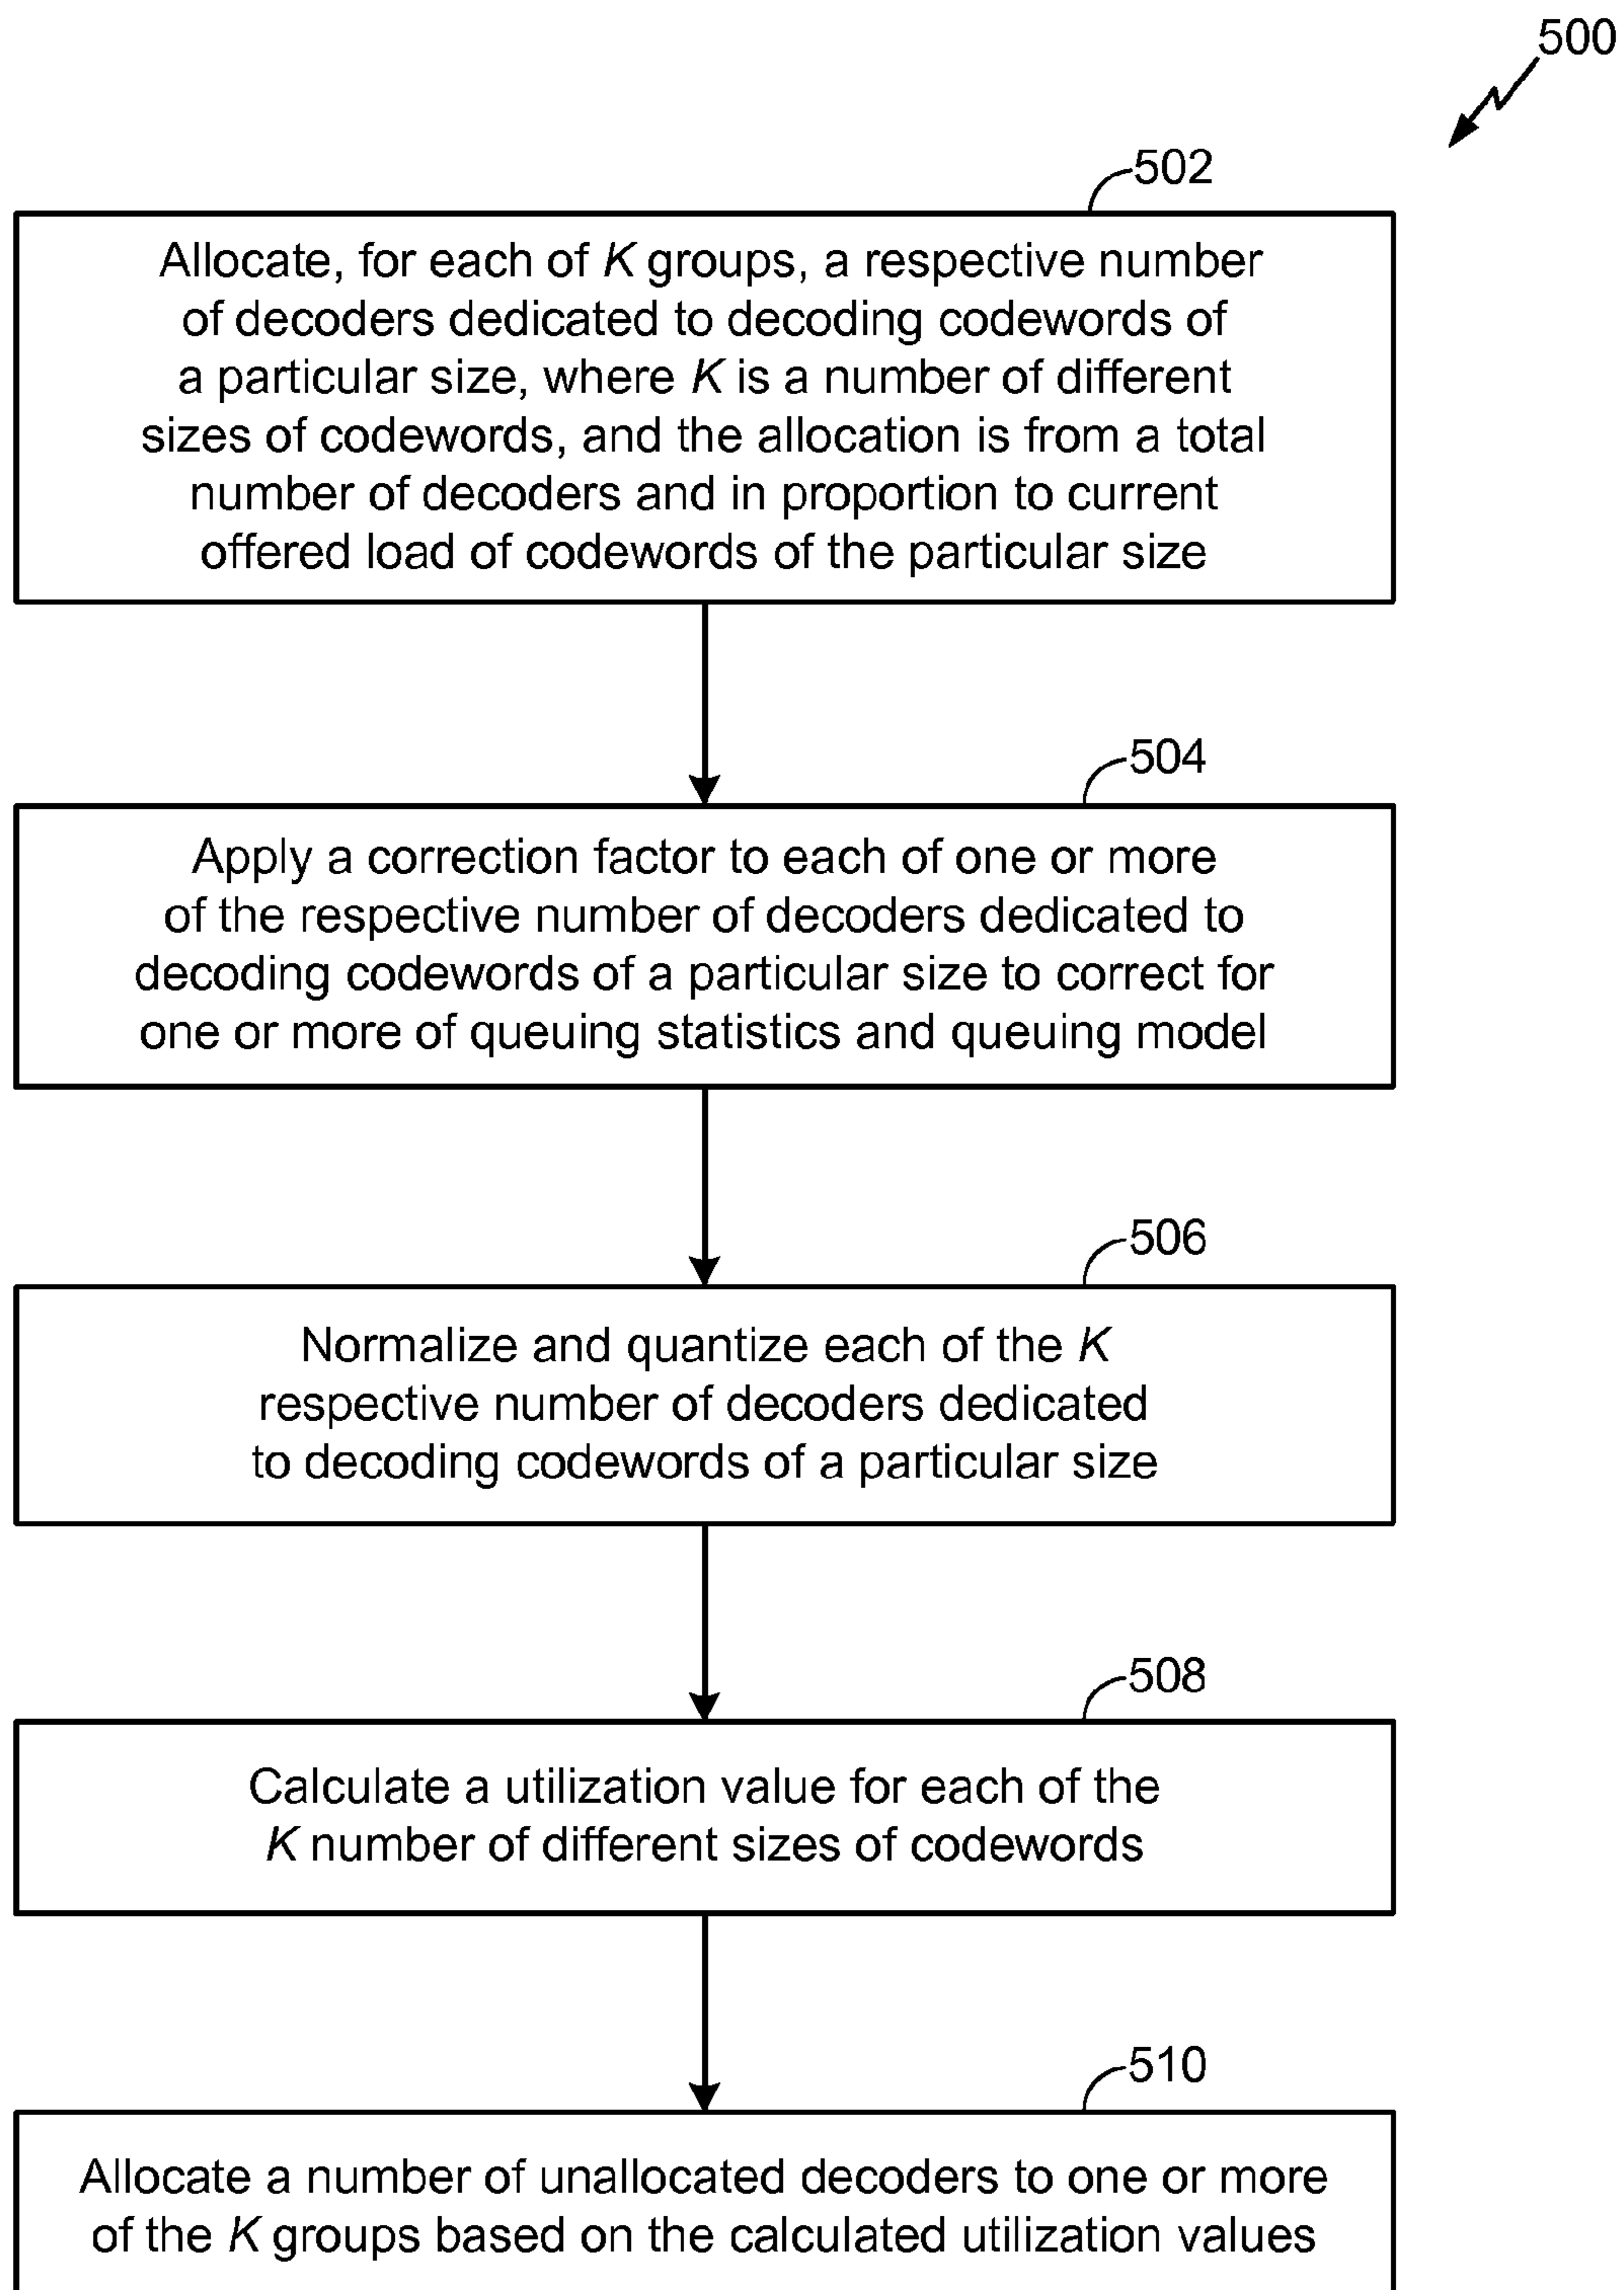 500
502
Allocate, for each of K groups, a respective number
of decoders dedicated to decoding codewords of
a particular size, where K is a number of different
sizes of codewords, and the allocation is from a total
number of decoders and in proportion to current
offered load of codewords of the particular size
504
Apply a correction factor to each of one or more
of the respective number of decoders dedicated to
decoding codewords of a particular size to correct for
one or more of queuing statistics and queuing model
506
Normalize and quantize each of the K
respective number of decoders dedicated
to decoding codewords of a particular size
508
Calculate a utilization value for each of the
K number of different sizes of codewords
510
Allocate a number of unallocated decoders to one or more
of the K groups based on the calculated utilization values